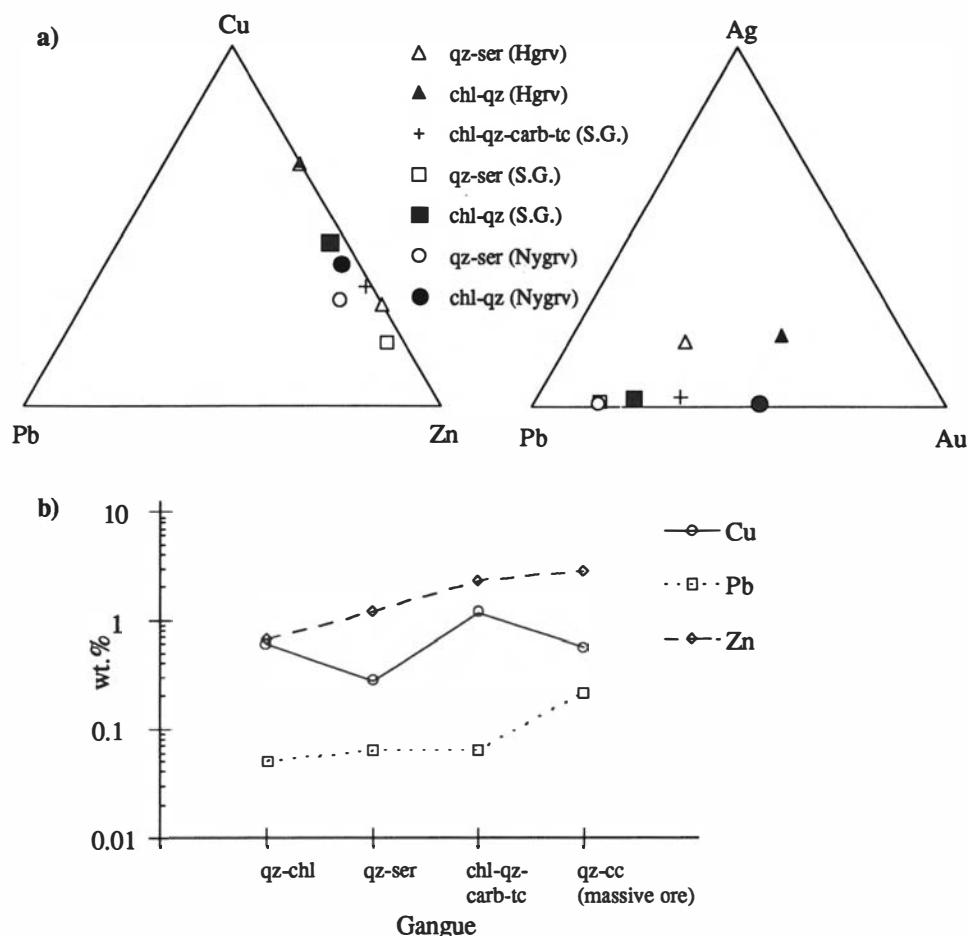 a)
Cu
Pb
Zn
qz-ser (Hgrv)
chl-qz (Hgrv)
chl-qz-carb-tc (S.G.)
qz-ser (S.G.)
chl-qz (S.G.)
qz-ser (Nygrv)
chl-qz (Nygrv)
Ag
Pb
Au
b)
10
1
0.1
0.01
wt.%
qz-chl
qz-ser
chl-qz-
carb-tc
qz-cc
(massive ore)
Gangue
Cu
Pb
Zn